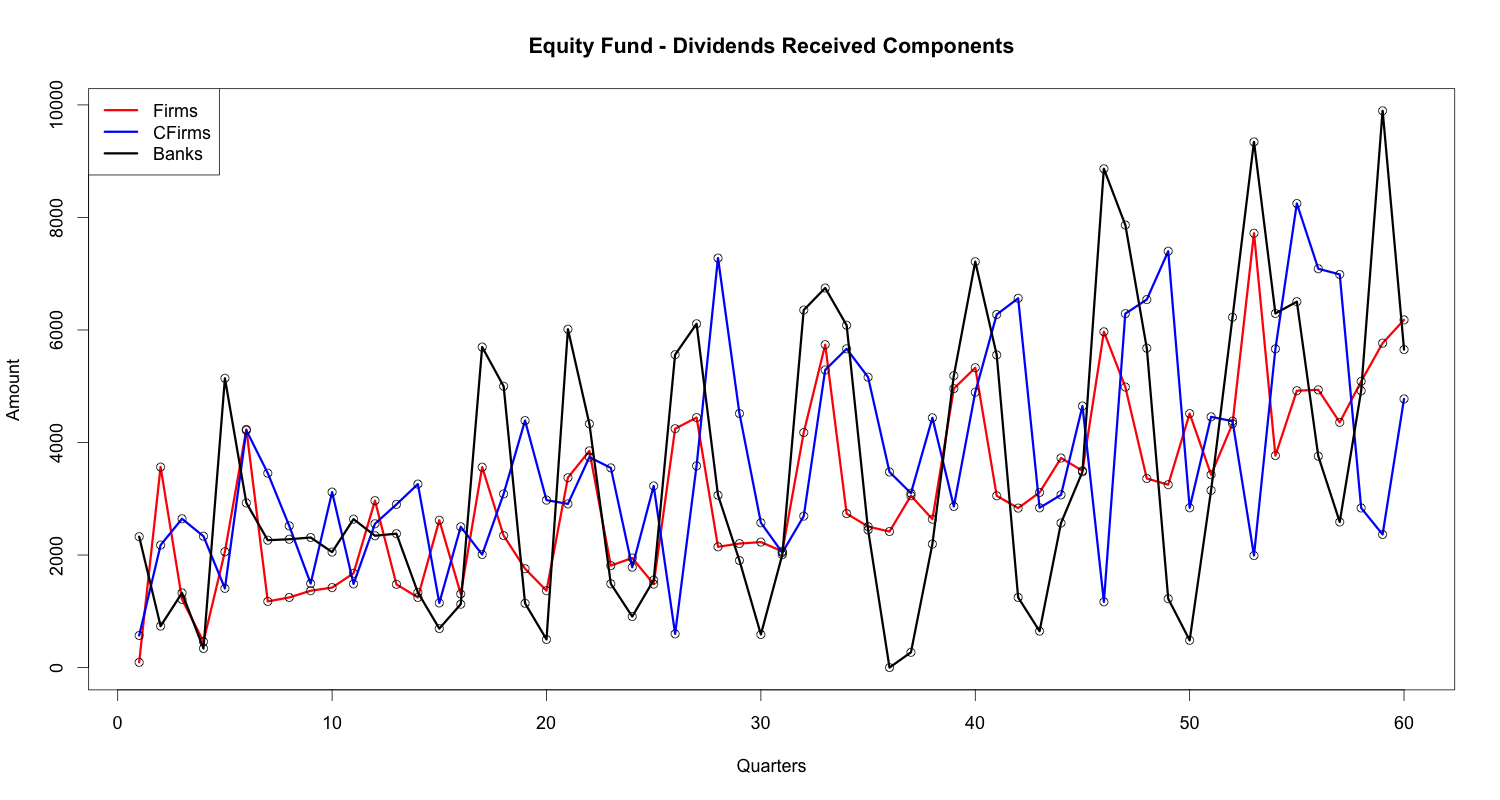 Equity Fund - Dividends Received Components
Firms
CFirms
Banks
Amount
10000
8000
6000
4000
2000
0
0 10 20 30 40 50 60
Quarters